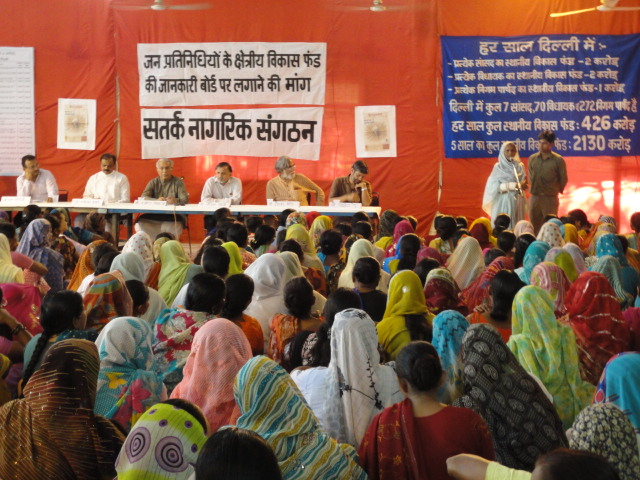 जन प्रतिनिधियों के क्षेत्रीय विकास फंड
की जानकारी बोर्ड पर लगाने की मांग
सतर्क नागरिक संगठन
हर साल दिल्ली में :-
- प्रत्येक सांसद का स्थानीय विकास फंड - 2 करोड़
- प्रत्येक विधायक का स्थानीय विकास फंड - 2 करोड़
- प्रत्येक निगम पार्षद का स्थानीय विकास फंड - 1 करोड़
दिल्ली में कुल 7 सांसद, 70 विधायक, 272 निगम पार्षद है
हर साल कुल स्थानीय विकास फंड : 426 करोड़
5 साल का कुल विकास फंड : 2130 करोड़